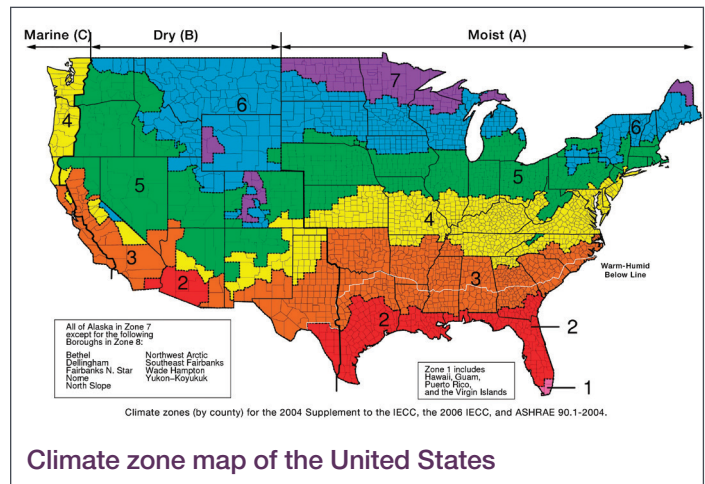 Marine (C) Dry (B) Moist (A)
7
6
4
6
5
5
4
3
3
Warm-Humid
Below Line
2
2
2
1
All of Alaska in Zone 7
except for the following
Boroughs in Zone 8:
Bethel Northwest Arctic
Dellingham Southeast Fairbanks
Fairbanks N. Star Wade Hampton
Nome Yukon-Koyukuk
North Slope
Zone 1 includes
Hawaii, Guam,
Puerto Rico,
and the Virgin Islands
Climate zones (by county) for the 2004 Supplement to the IECC, the 2006 IECC, and ASHRAE 90.1-2004.
Climate zone map of the United States